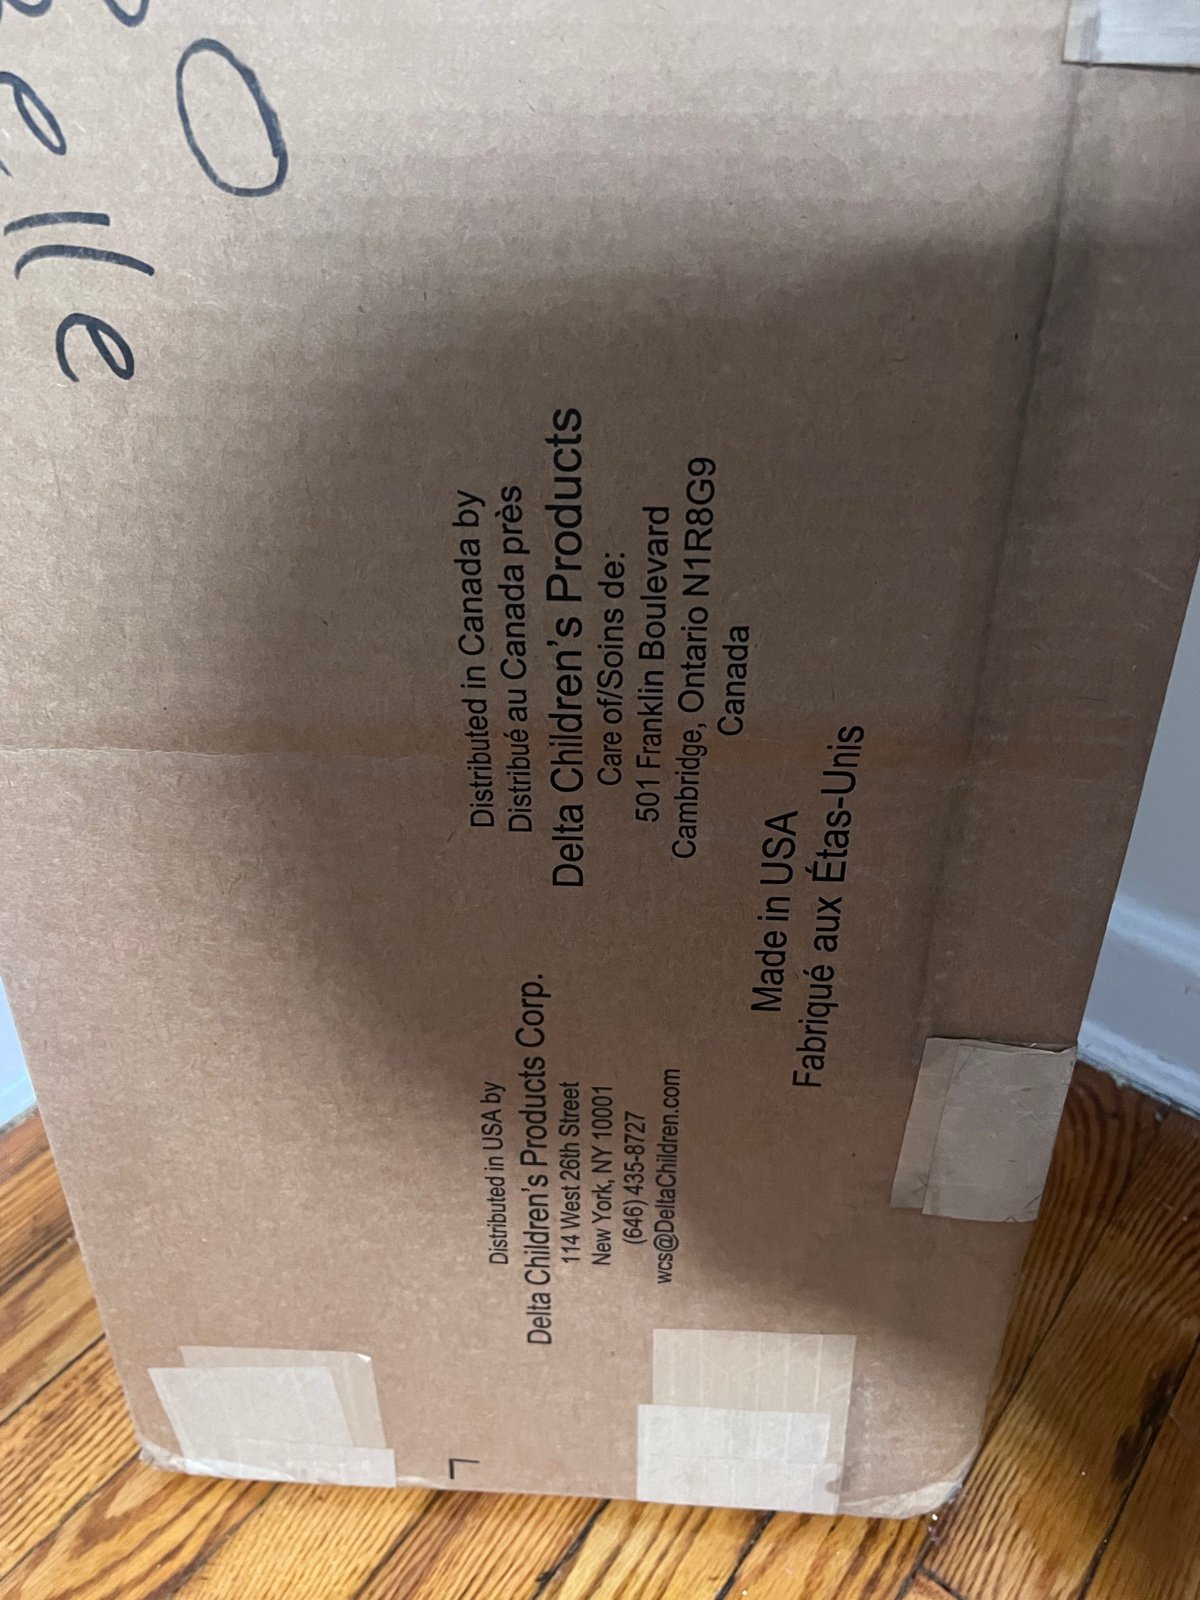 O
elle
Distributed in USA by
Delta Children's Products Corp.
114 West 26th Street
New York, NY 10001
(646) 435-8727
wcs@DeltaChildren.com
Distributed in Canada by
Distribué au Canada près
Delta Children's Products
Care of/Soins de:
501 Franklin Boulevard
Cambridge, Ontario N1R8G9
Canada
Made in USA
Fabriqué aux Étas-Unis